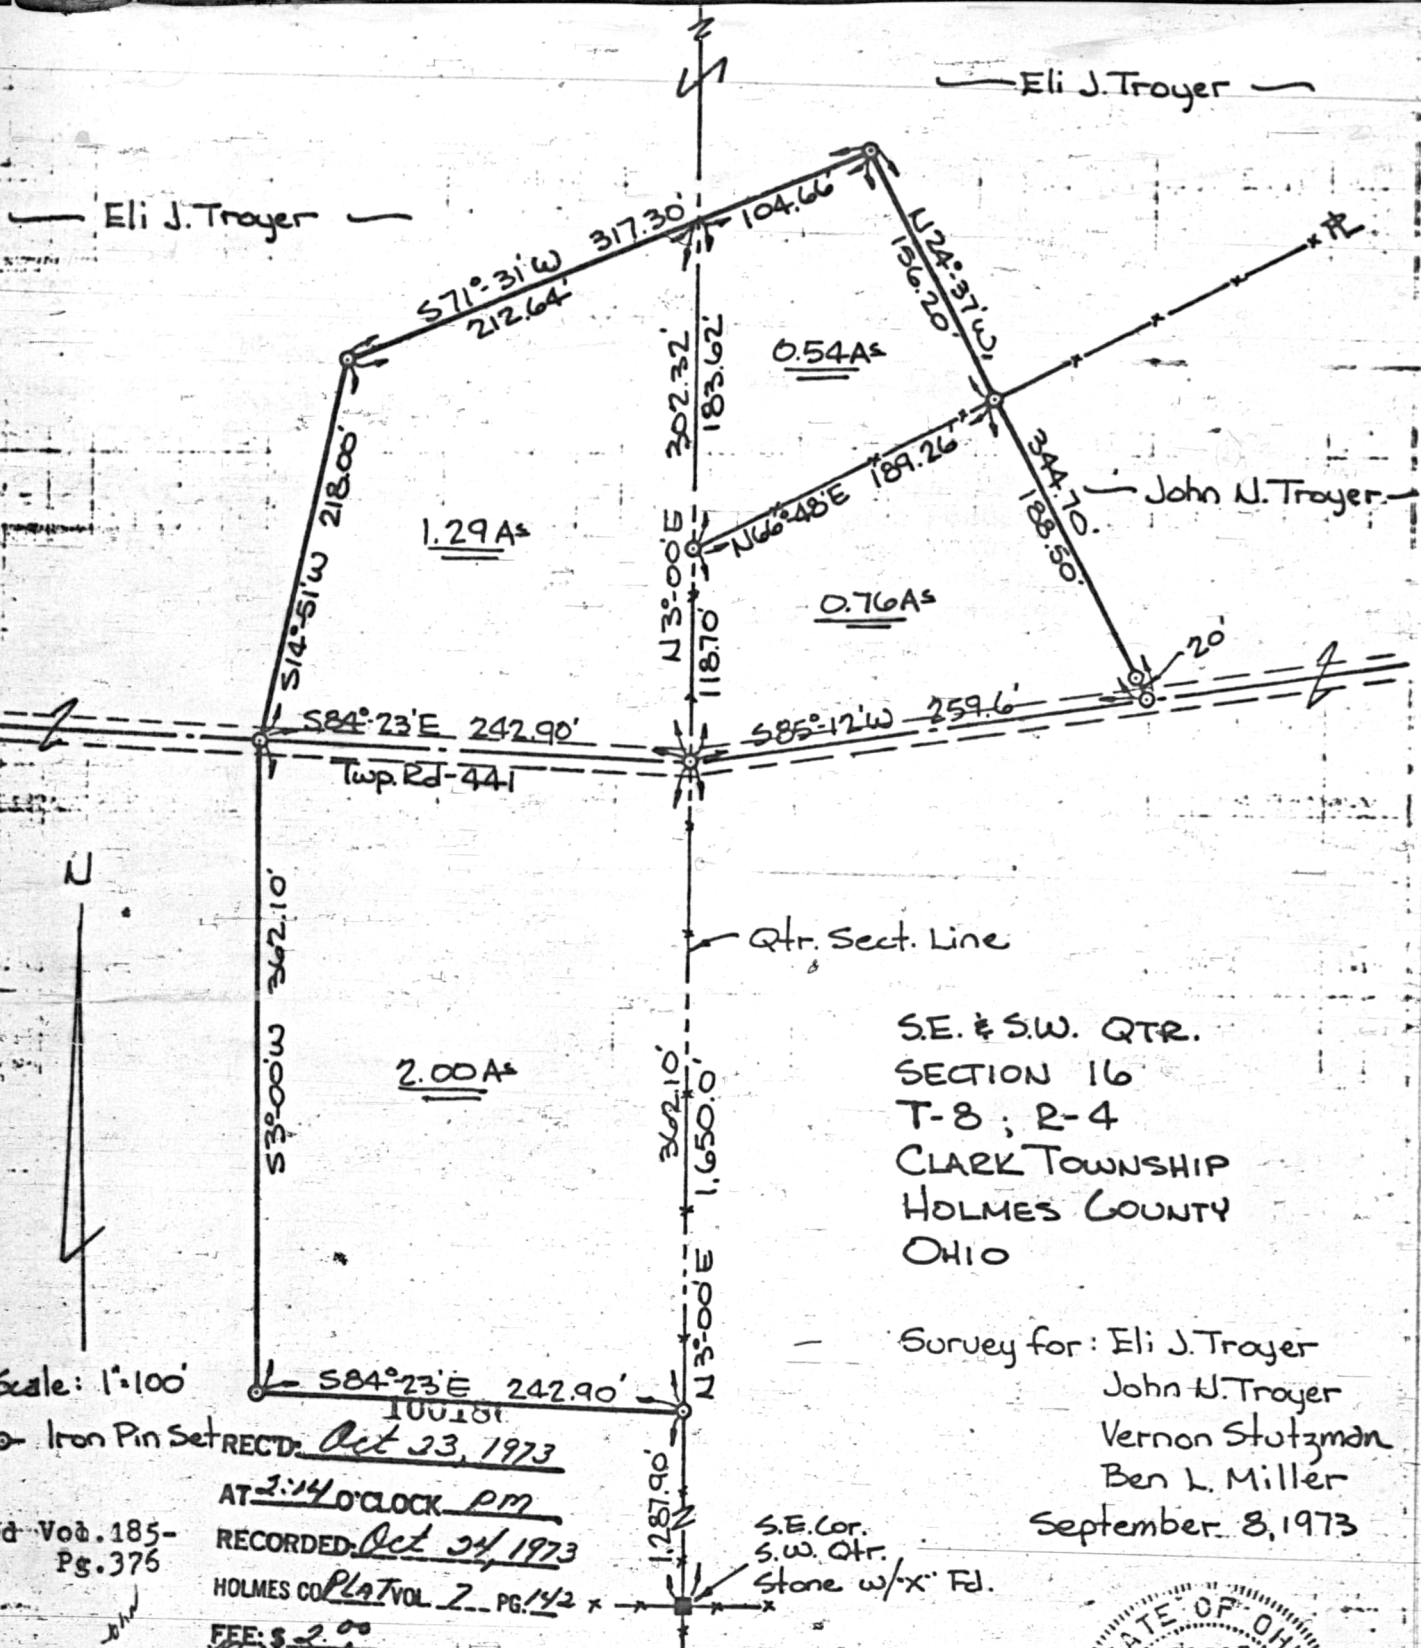 Eli J. Troyer
Eli J. Troyer
S71°-31'W 317.30'
212.64'
104.66'
N24°-37'W
156.20'
302.32'
183.62'
0.54As
S14°-51'W 218.00'
1.29As
N3°-00'E
118.70'
N66°-48'E 189.26'
344.70'
188.50'
John N. Troyer
0.76As
20'
S84°-23'E 242.90'
Twp. Rd-441
S85°-12'W 259.6'
N
S3°-00'W 362.10'
2.00As
Qtr. Sect. Line
362.10'
N3°-00'E 1,650.0'
S.E. & S.W. QTR.
SECTION 16
T-8 ; R-4
CLARK TOWNSHIP
HOLMES COUNTY
OHIO
Scale: 1"=100'
Iron Pin Set
S84°-23'E 242.90'
REC'D: Oct 23, 1973
AT 2:14 O'CLOCK PM
RECORDED: Oct 24, 1973
HOLMES CO PLAT VOL 7 PG. 142
FEE: $ 2.00
Vol. 185-
Pg. 375
1,287.90'
S.E. Cor.
S.W. Qtr.
Stone w/"x" Fd.
Survey for: Eli J. Troyer
John N. Troyer
Vernon Stutzman
Ben L. Miller
September 8, 1973
ATE OF OH